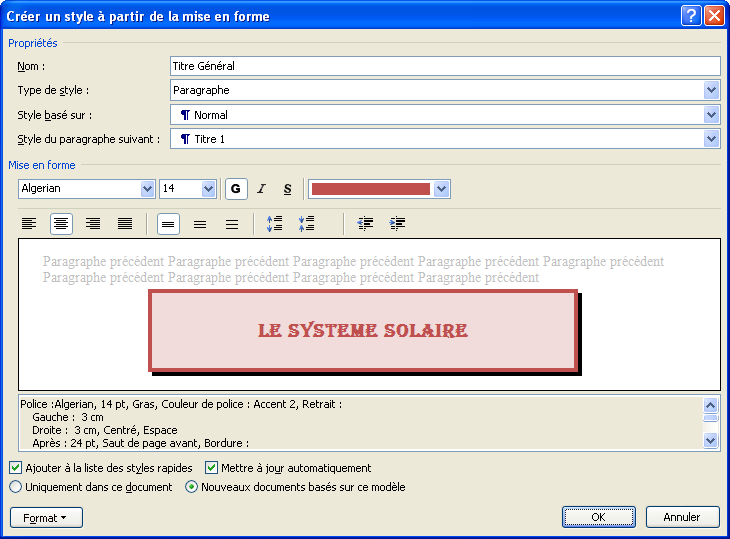 Créer un style à partir de la mise en forme
Propriétés
Nom :
Titre Général
Type de style :
Paragraphe
Style basé sur :
¶ Normal
Style du paragraphe suivant :
¶ Titre 1
Mise en forme
Algerian
14
G I S
Paragraphe précédent Paragraphe précédent Paragraphe précédent Paragraphe précédent Paragraphe précédent
Paragraphe précédent Paragraphe précédent Paragraphe précédent Paragraphe précédent
LE SYSTEME SOLAIRE
Police :Algerian, 14 pt, Gras, Couleur de police : Accent 2, Retrait :
Gauche : 3 cm
Droite : 3 cm, Centré, Espace
Après : 24 pt, Saut de page avant, Bordure :
Ajouter à la liste des styles rapides
Mettre à jour automatiquement
Uniquement dans ce document
Nouveaux documents basés sur ce modèle
Format
OK
Annuler